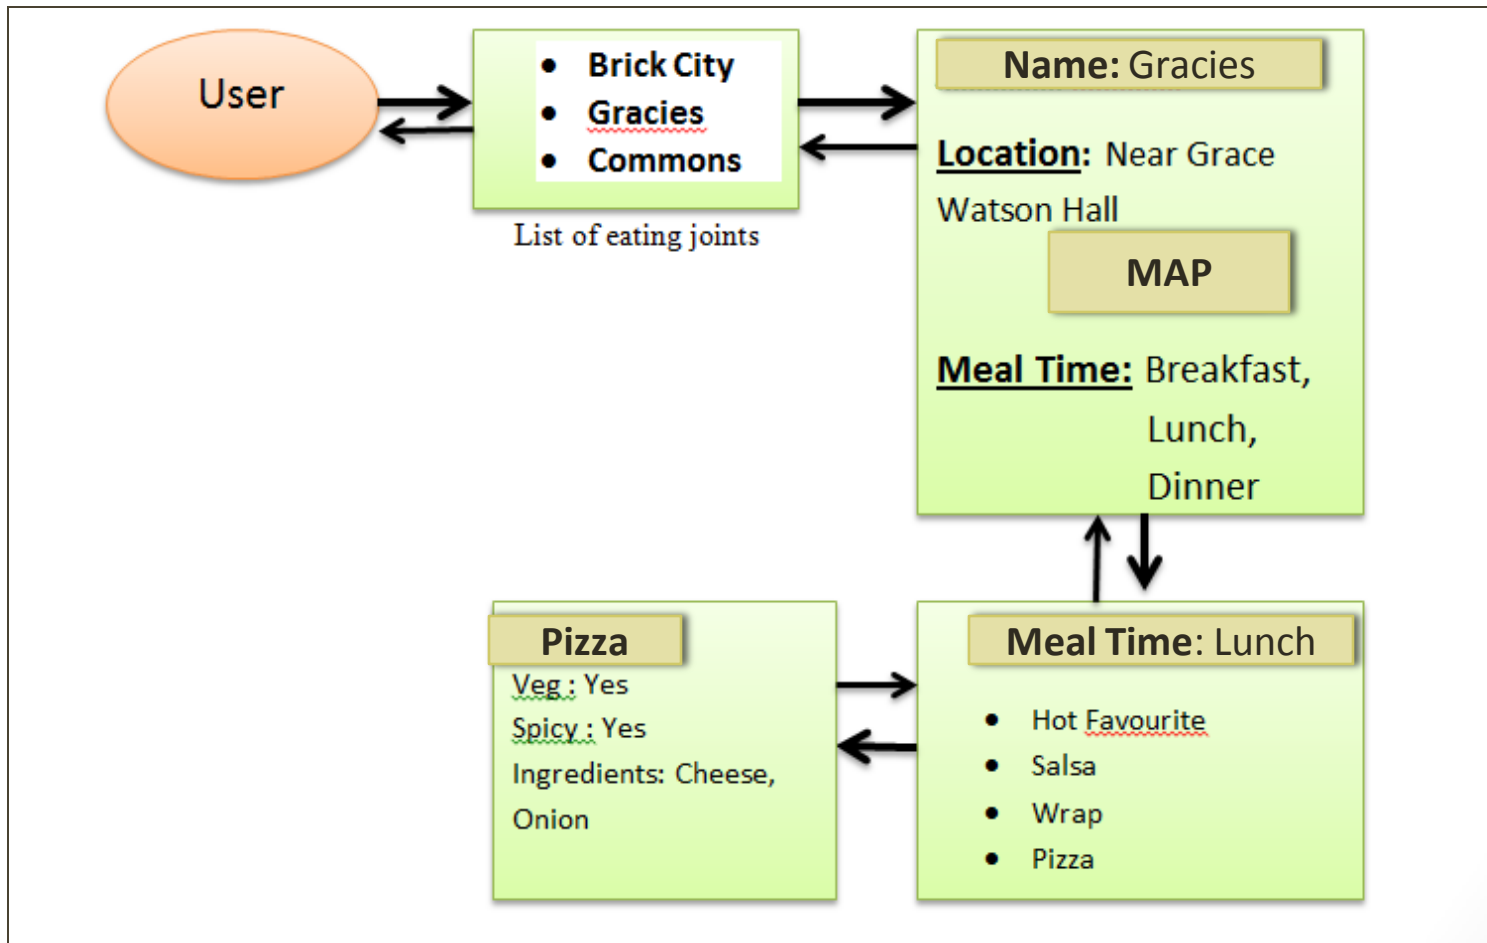 User
• Brick City
• Gracies
• Commons
List of eating joints
Name: Gracies
Location: Near Grace
Watson Hall
MAP
Meal Time: Breakfast,
Lunch,
Dinner
Pizza
Veg : Yes
Spicy : Yes
Ingredients: Cheese,
Onion
Meal Time: Lunch
• Hot Favourite
• Salsa
• Wrap
• Pizza